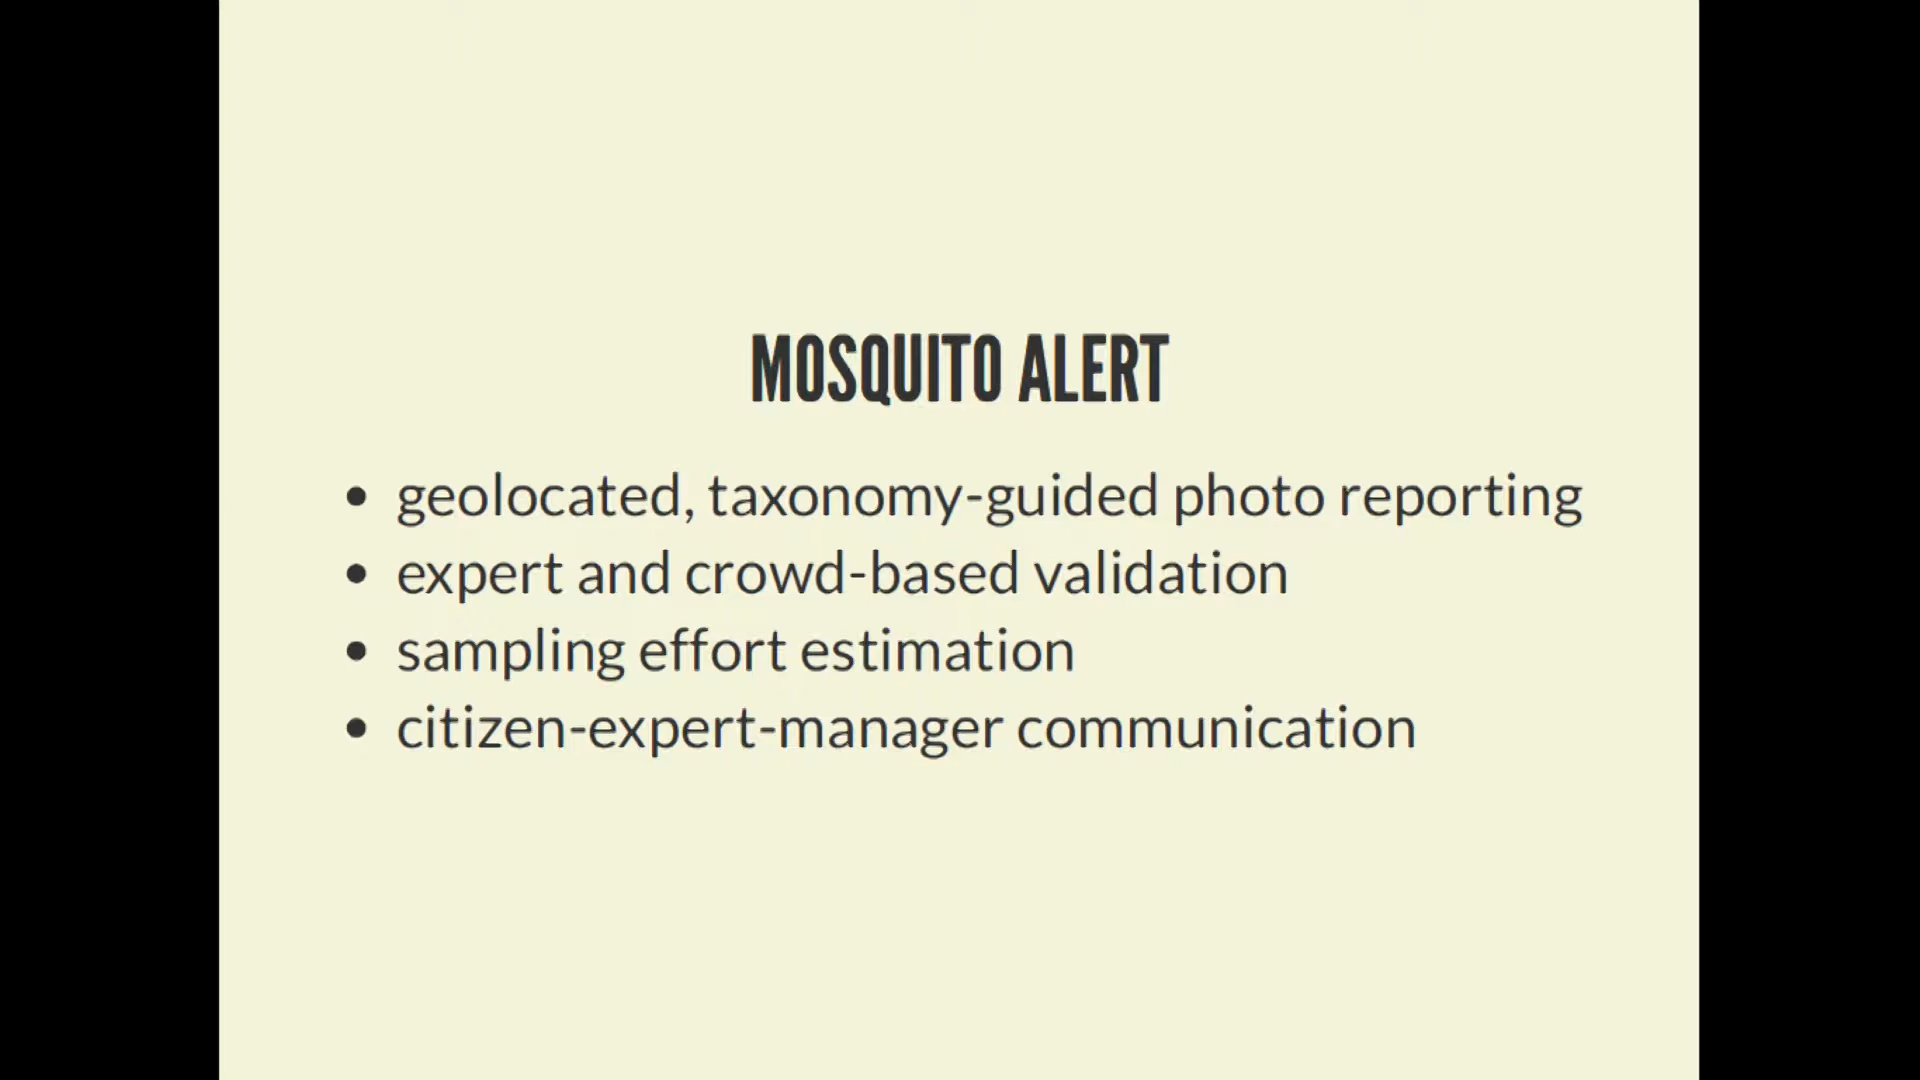 MOSQUITO ALERT
• geolocated, taxonomy-guided photo reporting
• expert and crowd-based validation
• sampling effort estimation
• citizen-expert-manager communication